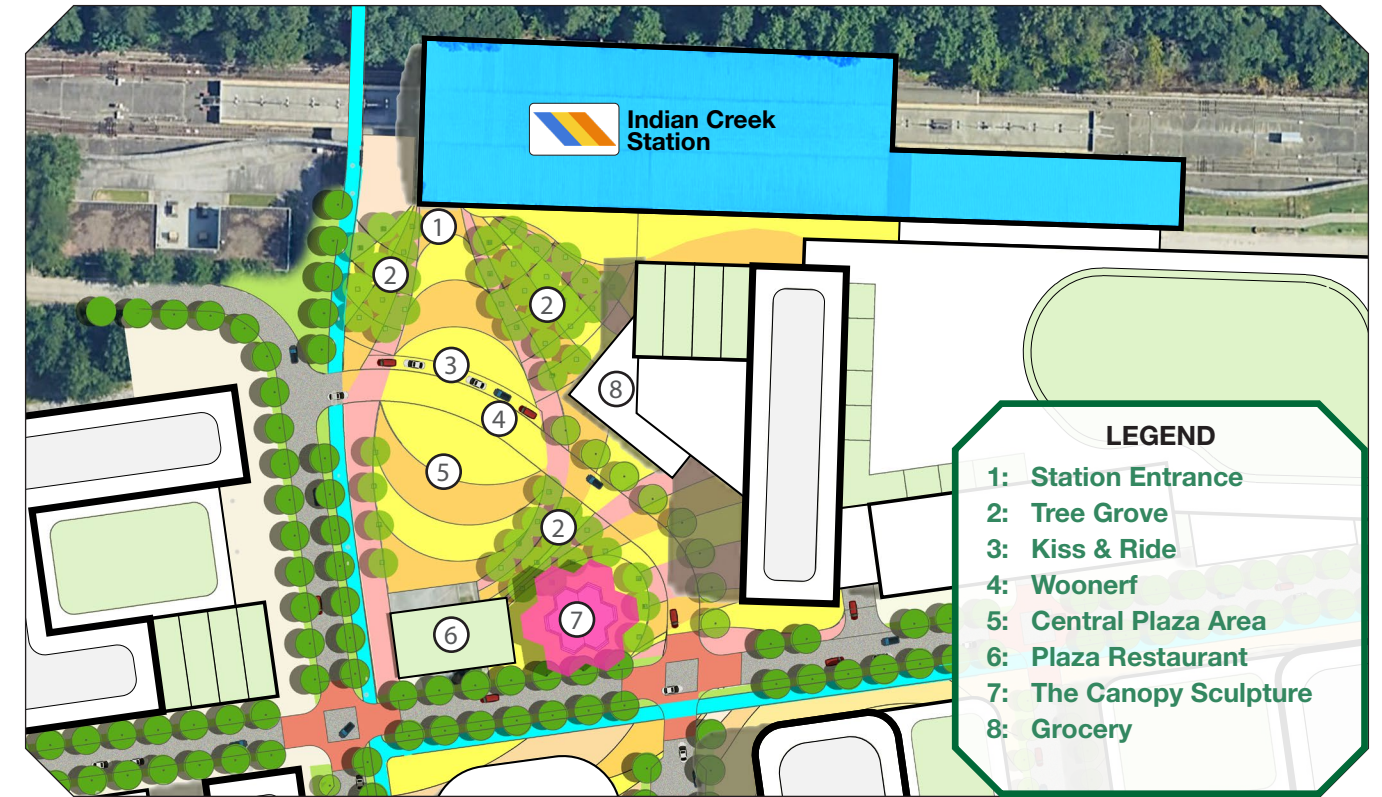 Indian Creek
Station
1
2
2
3
8
4
5
2
7
6
LEGEND
1: Station Entrance
2: Tree Grove
3: Kiss & Ride
4: Woonerf
5: Central Plaza Area
6: Plaza Restaurant
7: The Canopy Sculpture
8: Grocery